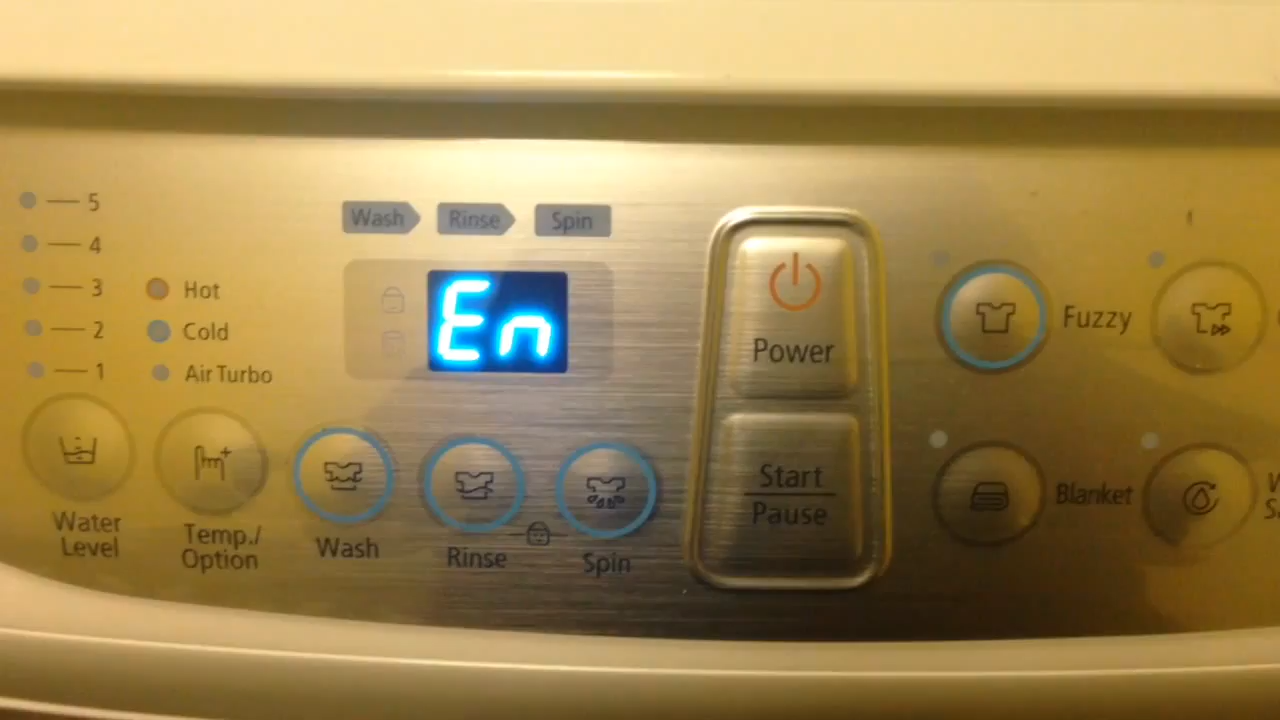 5
4
3
2
1
Hot
Cold
Air Turbo
Wash
Rinse
Spin
En
Water
Level
Temp./
Option
Wash
Rinse
Spin
Power
Start
Pause
Fuzzy
Blanket